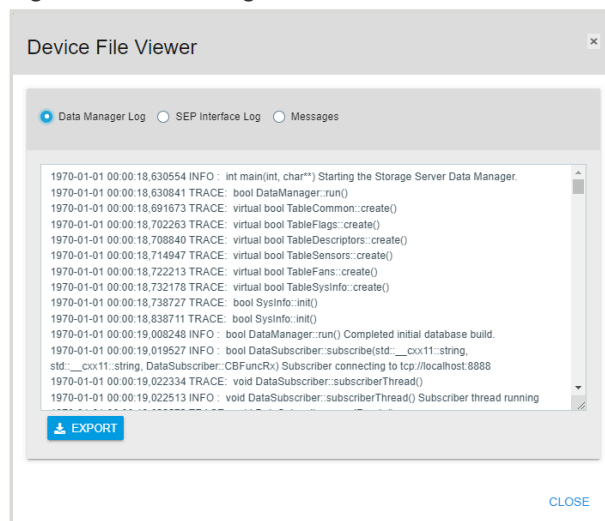 Device File Viewer
×
Data Manager Log SEP Interface Log Messages
1970-01-01 00:00:18,630554 INFO : int main(int, char**) Starting the Storage Server Data Manager.
1970-01-01 00:00:18,630841 TRACE: bool DataManager::run()
1970-01-01 00:00:18,691673 TRACE: virtual bool TableCommon::create()
1970-01-01 00:00:18,702263 TRACE: virtual bool TableFlags::create()
1970-01-01 00:00:18,708840 TRACE: virtual bool TableDescriptors::create()
1970-01-01 00:00:18,714947 TRACE: virtual bool TableSensors::create()
1970-01-01 00:00:18,722213 TRACE: virtual bool TableFans::create()
1970-01-01 00:00:18,732178 TRACE: virtual bool TableSysInfo::create()
1970-01-01 00:00:18,738727 TRACE: bool SysInfo::init()
1970-01-01 00:00:18,838711 TRACE: bool SysInfo::init()
1970-01-01 00:00:19,008248 INFO : bool DataManager::run() Completed initial database build.
1970-01-01 00:00:19,019527 INFO : bool DataSubscriber::subscribe(std::__cxx11::string,
std::__cxx11::string, DataSubscriber::CBFuncRx) Subscriber connecting to tcp://localhost:8888
1970-01-01 00:00:19,022334 TRACE: void DataSubscriber::subscriberThread()
1970-01-01 00:00:19,022513 INFO : void DataSubscriber::subscriberThread() Subscriber thread running
EXPORT
CLOSE